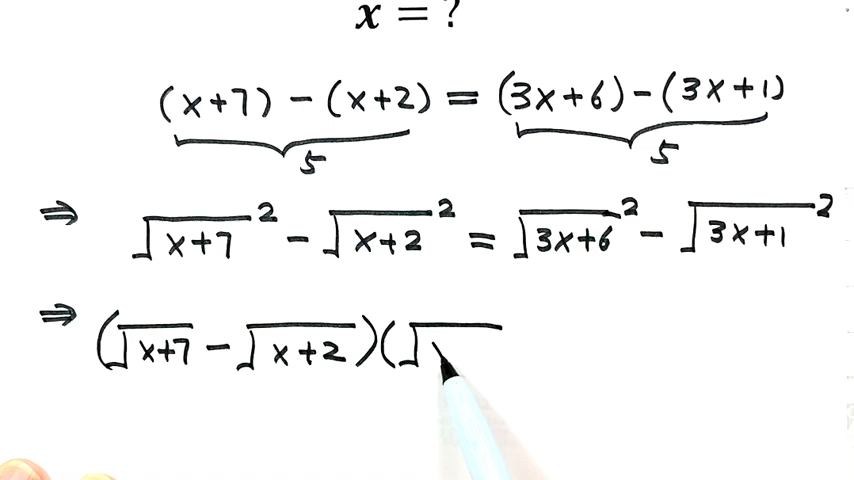 x = ?
(x+7) - (x+2) = (3x+6) - (3x+1)
5 5
⇒ √x+7² - √x+2² = √3x+6² - √3x+1²
⇒ (√x+7 - √x+2)(√